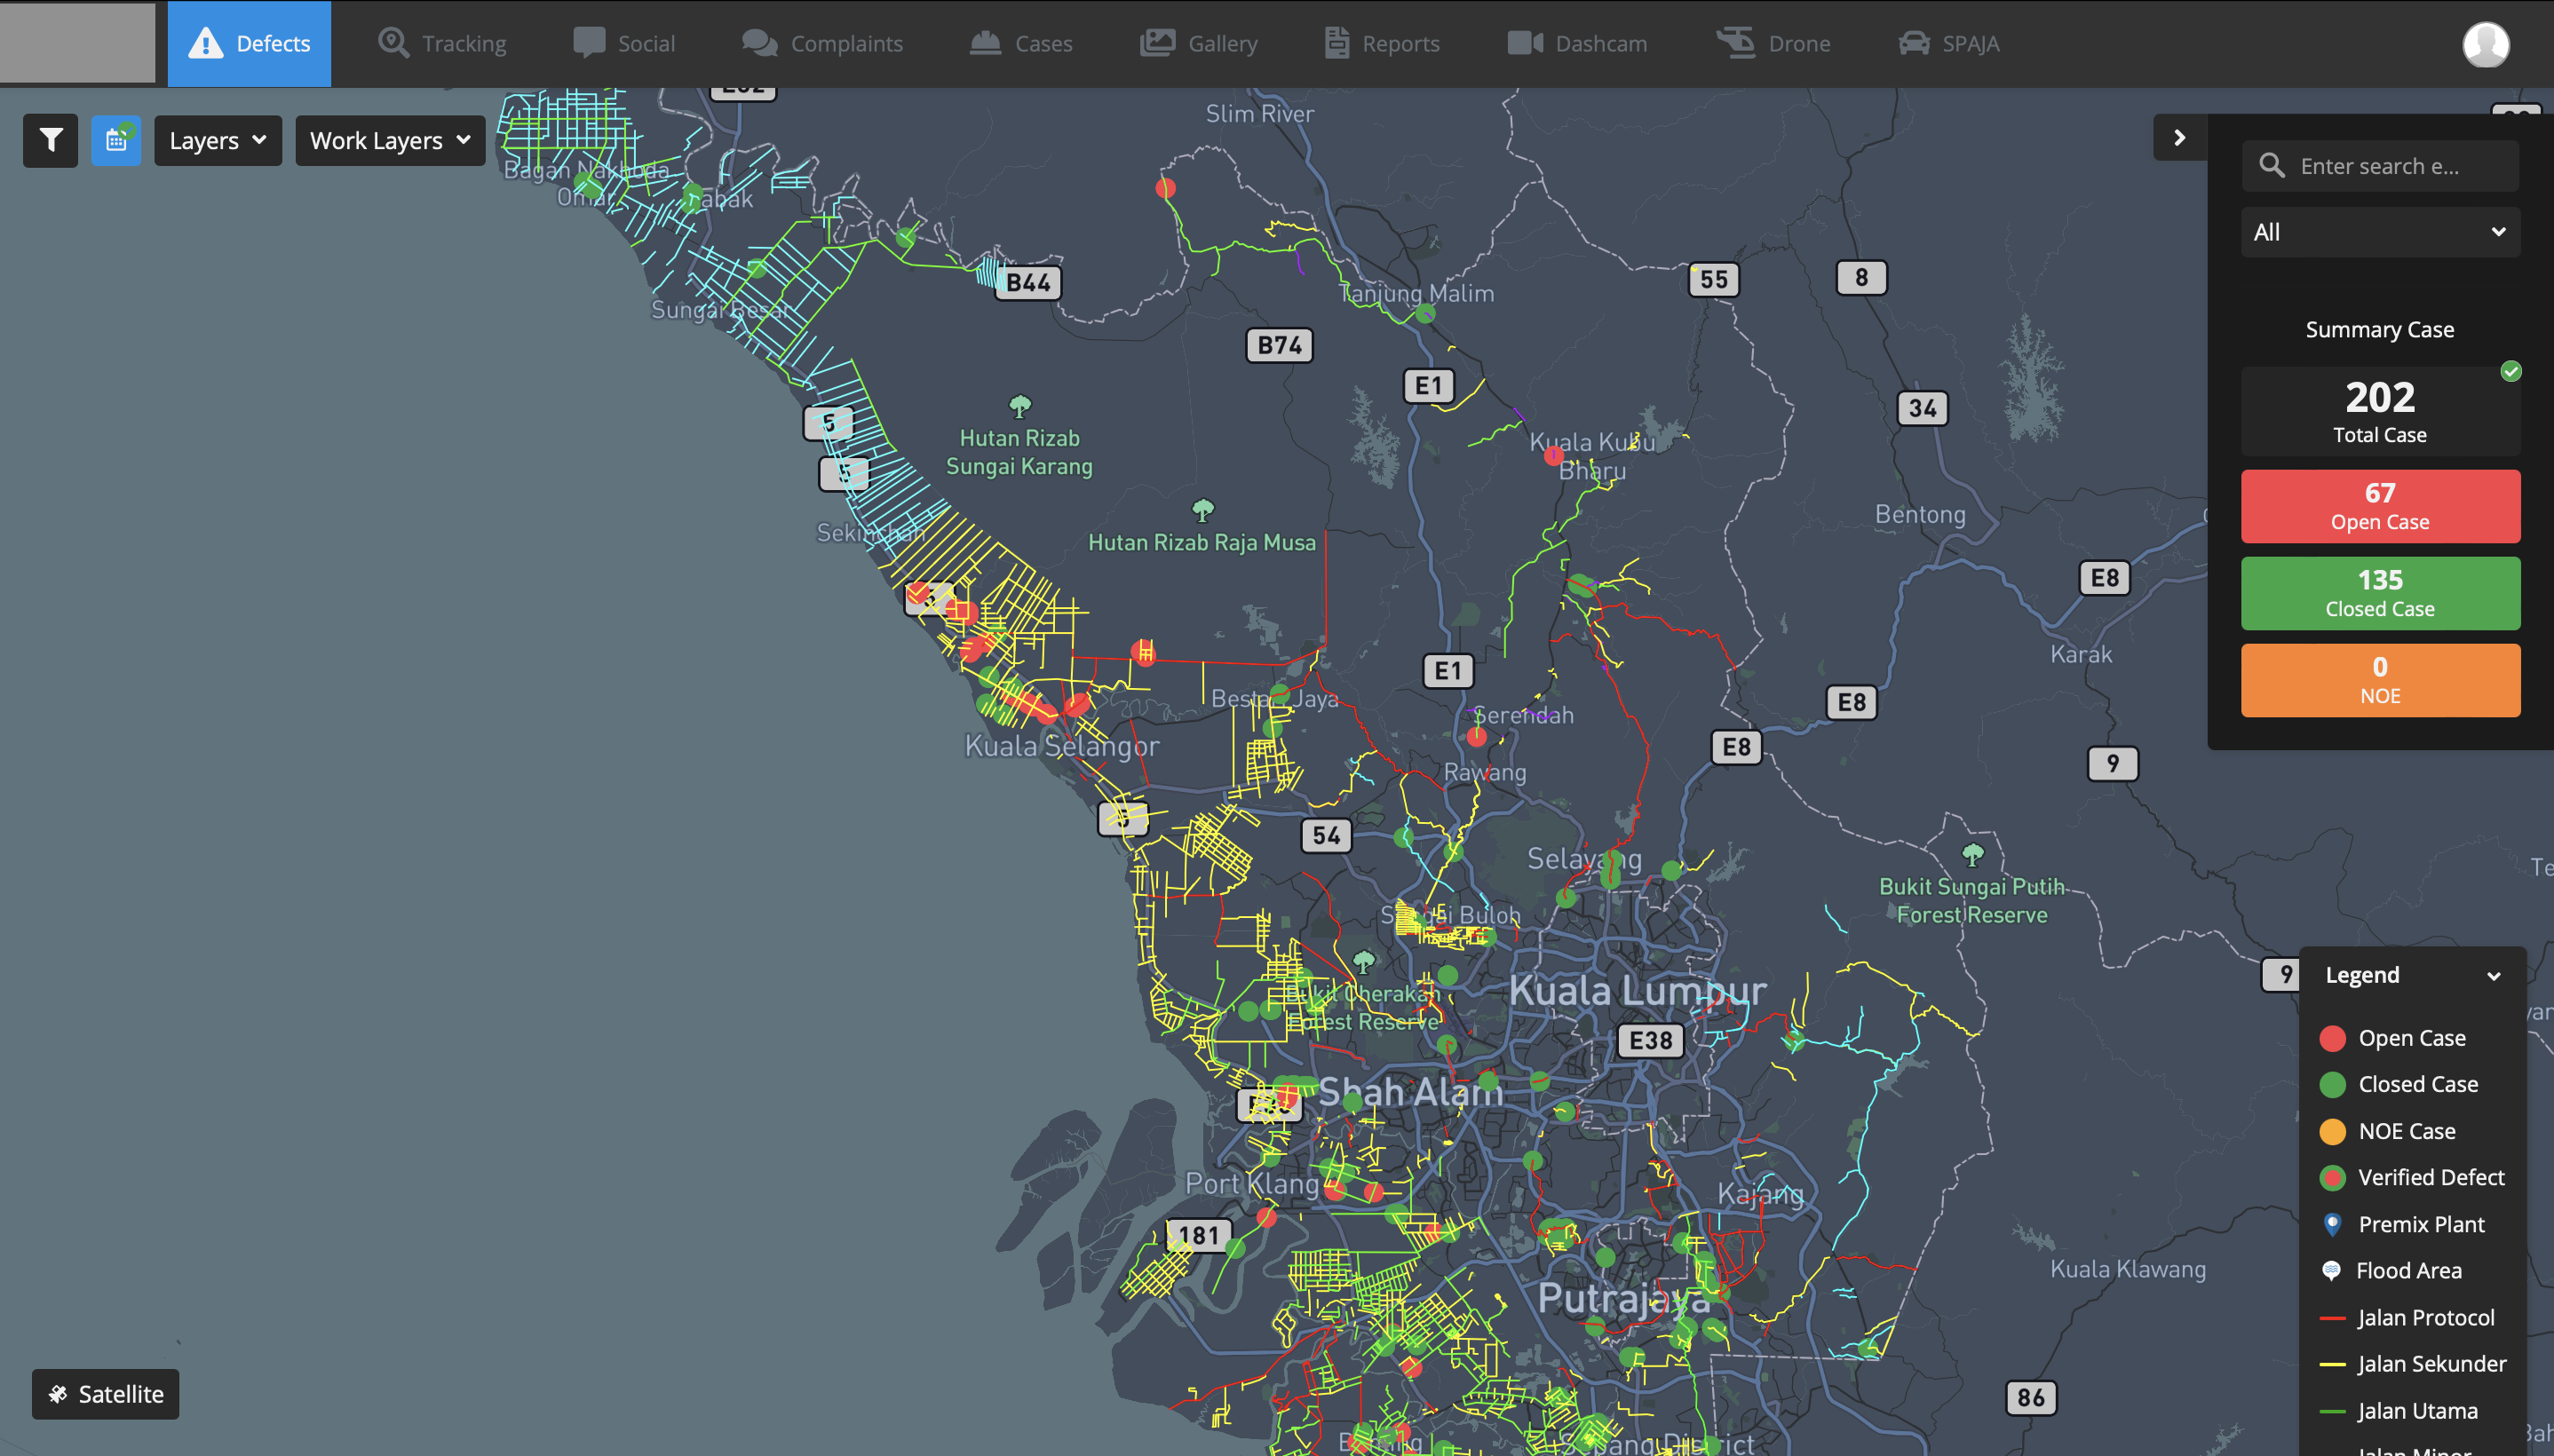 Defects
Tracking
Social
Complaints
Cases
Gallery
Reports
Dashcam
Drone
SPAJA
Layers
Work Layers
Slim River
Bagan Nakhoda
Omar
Sungai Besar
B44
Tanjung Malim
B74
55
8
E1
34
5
Hutan Rizab
Sungai Karang
Kuala Kubu
Bharu
Hutan Rizab Raja Musa
Sekinchan
Bentong
E8
Karak
E1
Bestari Jaya
Serendah
E8
E8
Kuala Selangor
Rawang
9
5
54
Selayang
Bukit Sungai Putih
Forest Reserve
Sungai Buloh
Kuala Lumpur
Bukit Cherakan
Forest Reserve
E38
Shah Alam
Port Klang
Kajang
181
Putrajaya
Kuala Klawang
86
Sepang District
9
Satellite
Enter search e...
All
Summary Case
202
Total Case
67
Open Case
135
Closed Case
0
NOE
Legend
Open Case
Closed Case
NOE Case
Verified Defect
Premix Plant
Flood Area
Jalan Protocol
Jalan Sekunder
Jalan Utama
Jalan Minor